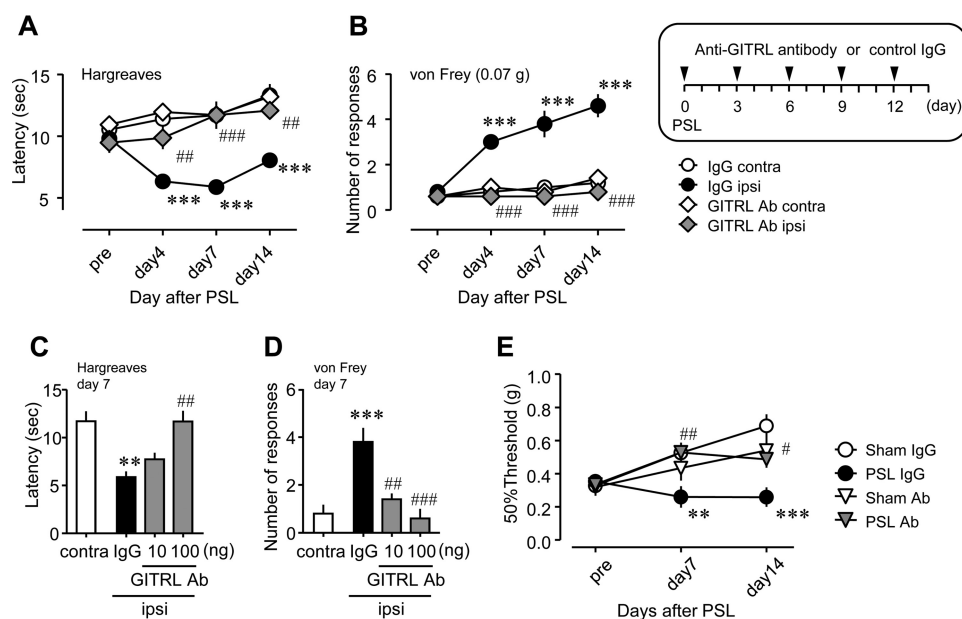 A
Hargreaves
15
10
5
Latency (sec)
***
***
***
##
###
##
pre
day4
day7
day14
Day after PSL
B
von Frey (0.07 g)
6
4
2
0
Number of responses
***
***
***
###
###
###
pre
day4
day7
day14
Day after PSL
Anti-GITRL antibody or control IgG
0 3 6 9 12 (day)
PSL
IgG contra
IgG ipsi
GITRL Ab contra
GITRL Ab ipsi
C
Hargreaves
day 7
15
10
5
0
Latency (sec)
**
##
contra IgG 10 100 (ng)
GITRL Ab
ipsi
D
von Frey
day 7
6
4
2
0
Number of responses
***
##
###
contra IgG 10 100 (ng)
GITRL Ab
ipsi
E
1.0
0.8
0.6
0.4
0.2
0.0
50%Threshold (g)
##
#
**
***
pre
day7
day14
Days after PSL
Sham IgG
PSL IgG
Sham Ab
PSL Ab